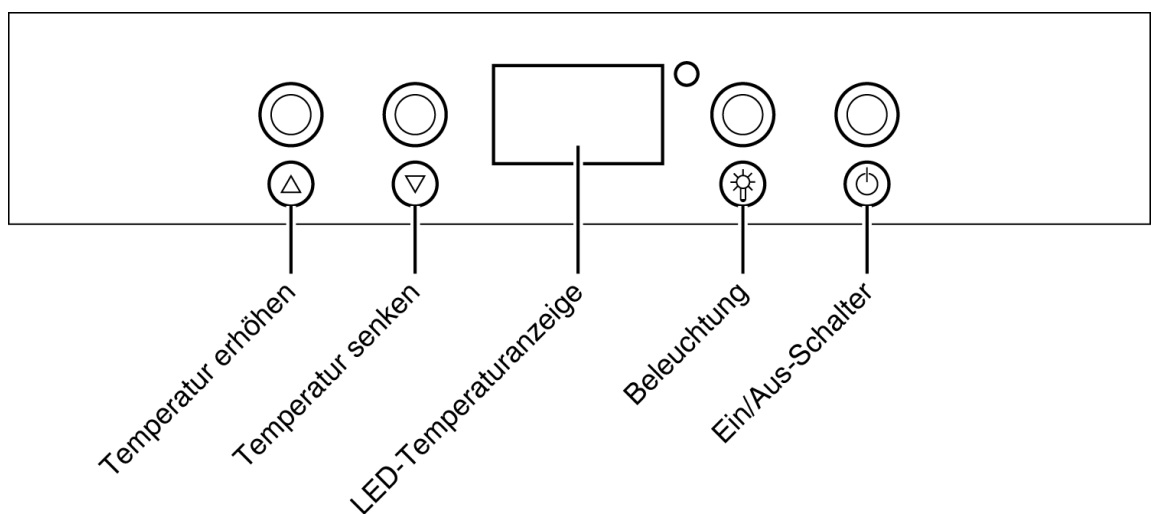 Temperatur erhöhen
Temperatur senken
LED-Temperaturanzeige
Beleuchtung
Ein/Aus-Schalter